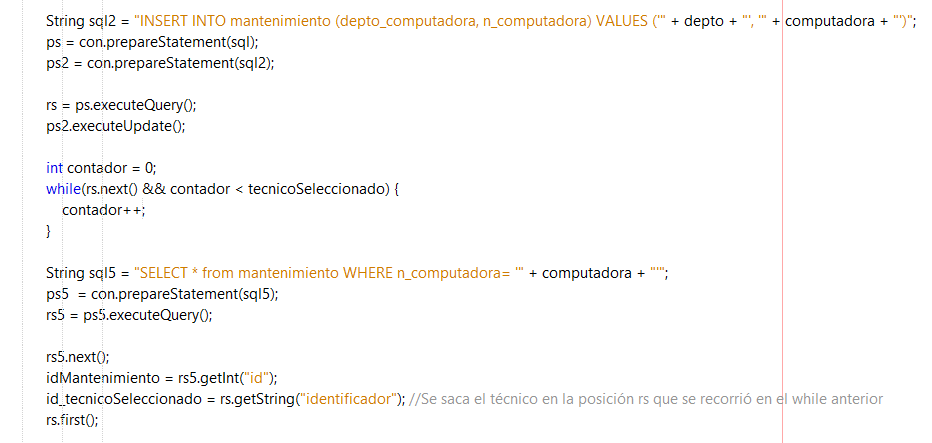 String sql2 = "INSERT INTO mantenimiento (depto_computadora, n_computadora) VALUES ('" + depto + "', '" + computadora + "')";
ps = con.prepareStatement(sql);
ps2 = con.prepareStatement(sql2);
rs = ps.executeQuery();
ps2.executeUpdate();
int contador = 0;
while(rs.next() && contador < tecnicoSeleccionado) {
contador++;
}
String sql5 = "SELECT * from mantenimiento WHERE n_computadora= '" + computadora + "'";
ps5  = con.prepareStatement(sql5);
rs5 = ps5.executeQuery();
rs5.next();
idMantenimiento = rs5.getInt("id");
id_tecnicoSeleccionado = rs.getString("identificador"); //Se saca el técnico en la posición rs que se recorrió en el while anterior
rs.first();